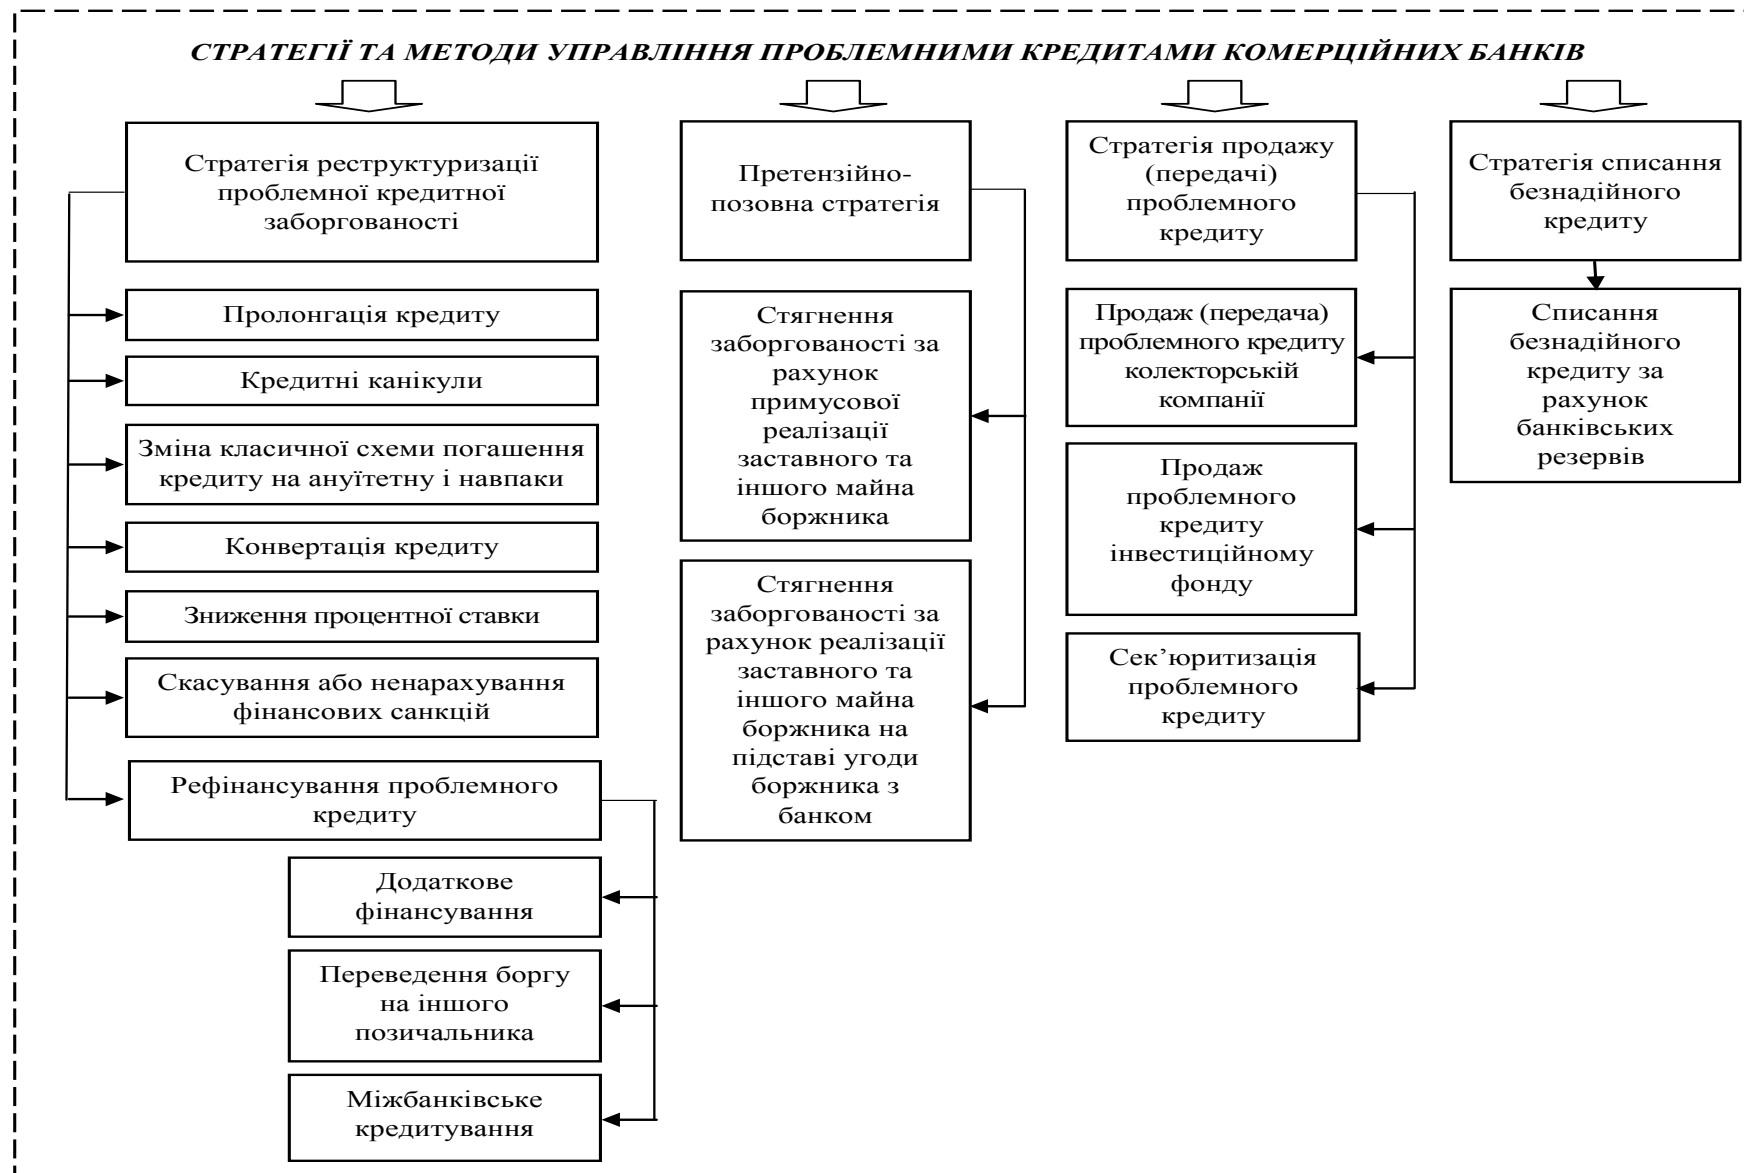 СТРАТЕГІЇ ТА МЕТОДИ УПРАВЛІННЯ ПРОБЛЕМНИМИ КРЕДИТАМИ КОМЕРЦІЙНИХ БАНКІВ
Стратегія реструктуризації
проблемної кредитної
заборгованості
Пролонгація кредиту
Кредитні канікули
Зміна класичної схеми погашення
кредиту на ануїтетну і навпаки
Конвертація кредиту
Зниження процентної ставки
Скасування або ненарахування
фінансових санкцій
Рефінансування проблемного
кредиту
Додаткове
фінансування
Переведення боргу
на іншого
позичальника
Міжбанківське
кредитування
Претензійно-
позовна стратегія
Стягнення
заборгованості за
рахунок
примусової
реалізації
заставного та
іншого майна
боржника
Стягнення
заборгованості за
рахунок реалізації
заставного та
іншого майна
боржника на
підставі угоди
боржника з
банком
Стратегія продажу
(передачі)
проблемного
кредиту
Продаж (передача)
проблемного кредиту
колекторській
компанії
Продаж
проблемного
кредиту
інвестиційному
фонду
Сек’юритизація
проблемного
кредиту
Стратегія списання
безнадійного
кредиту
Списання
безнадійного
кредиту за
рахунок
банківських
резервів